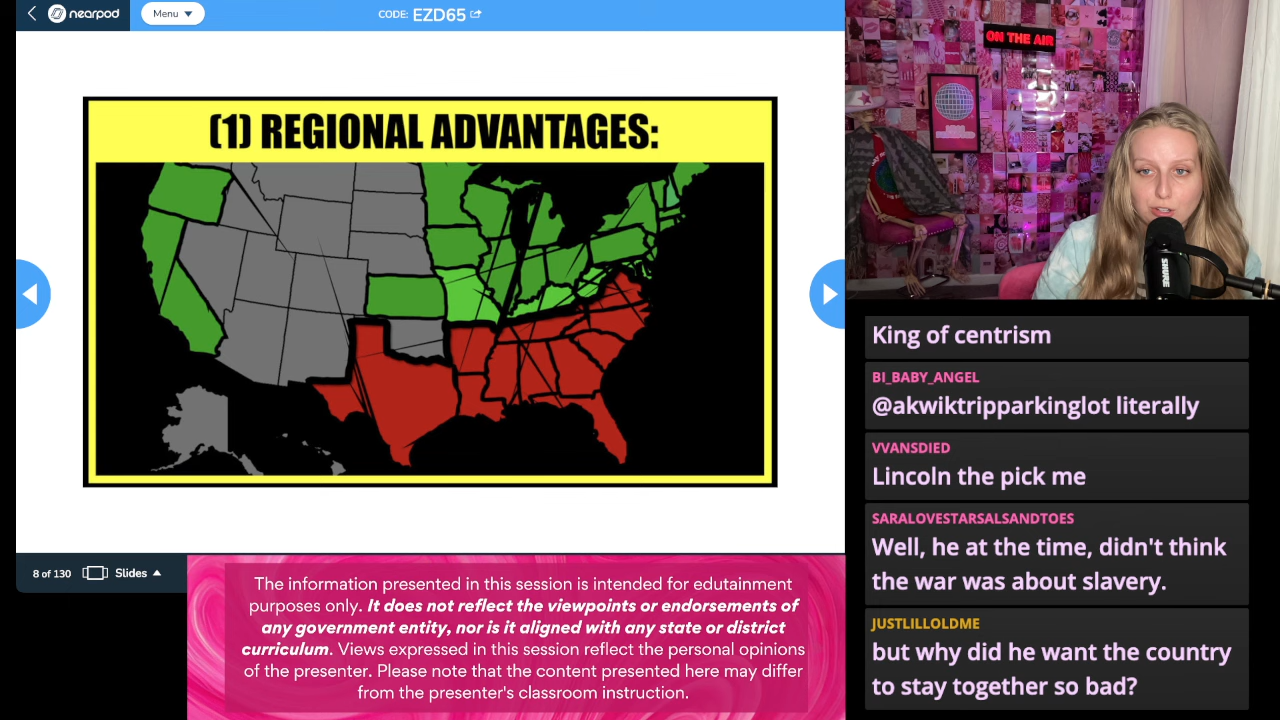 nearpod
Menu
CODE: EZD65
(1) REGIONAL ADVANTAGES:
8 of 130
Slides
The information presented in this session is intended for edutainment
purposes only. It does not reflect the viewpoints or endorsements of
any government entity, nor is it aligned with any state or district
curriculum. Views expressed in this session reflect the personal opinions
of the presenter. Please note that the content presented here may differ
from the presenter's classroom instruction.
ON THE AIR
SHURE
King of centrism
BI_BABY_ANGEL
@akwiktripparkinglot literally
VVANSDIED
Lincoln the pick me
SARALOVESTARSALSANDTOES
Well, he at the time, didn't think
the war was about slavery.
JUSTLILLOLDME
but why did he want the country
to stay together so bad?